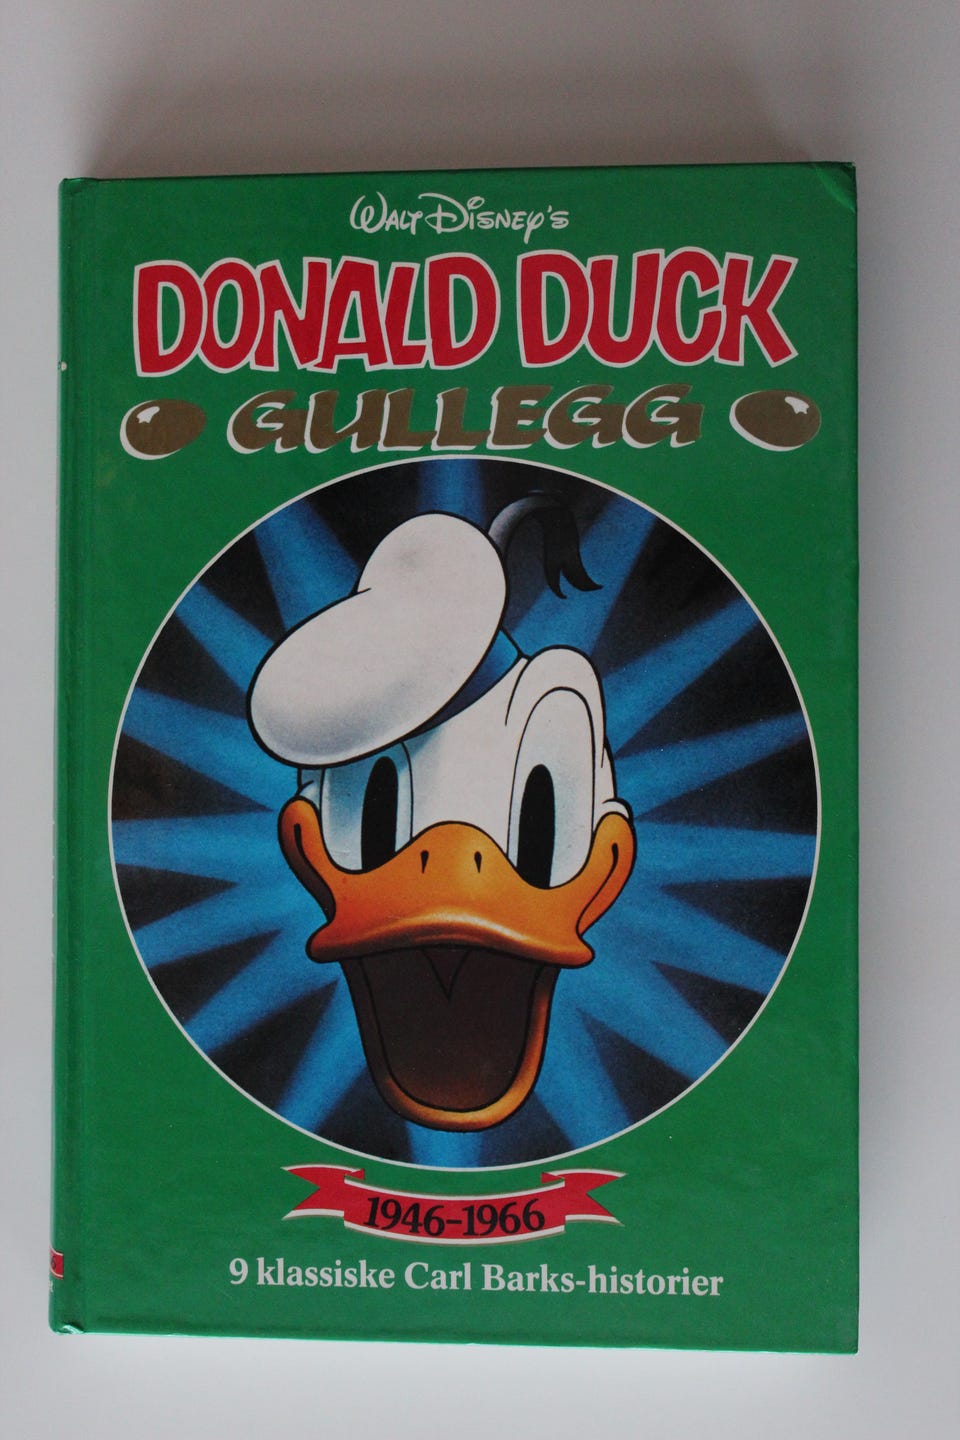 WALT DISNEY'S
DONALD DUCK
GULLEGG
1946-1966
9 klassiske Carl Barks-historier